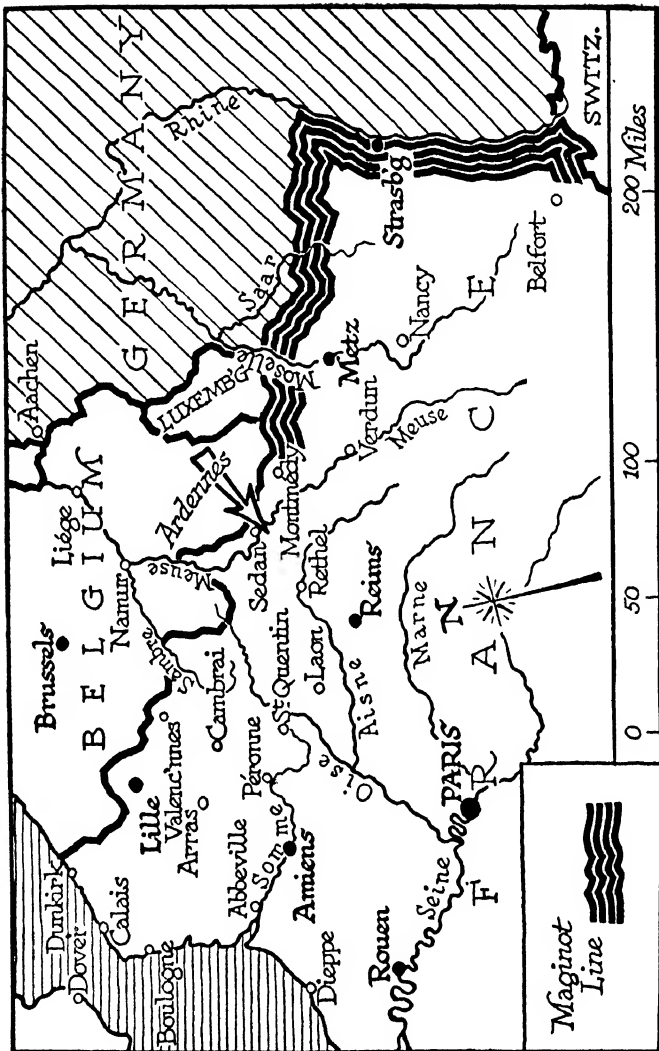 Dover
Dunkirk
Calais
Boulogne
Brussels
BELGIUM
Liége
Aachen
GERMANY
Rhine
Namur
Meuse
Sambre
Ardennes
LUXEMB'G
Moselle
Saar
Lille
Valenc'nnes
Arras
Cambrai
Abbeville
Somme
Amiens
Péronne
St Quentin
Sedan
Montmédy
Laon
Rethel
Aisne
Oise
Reims
Verdun
Meuse
Metz
Nancy
Strasb'g
Dieppe
Rouen
Seine
PARIS
Marne
N
FRANCE
Belfort
SWITZ.
Maginot
Line
0 50 100 200 Miles